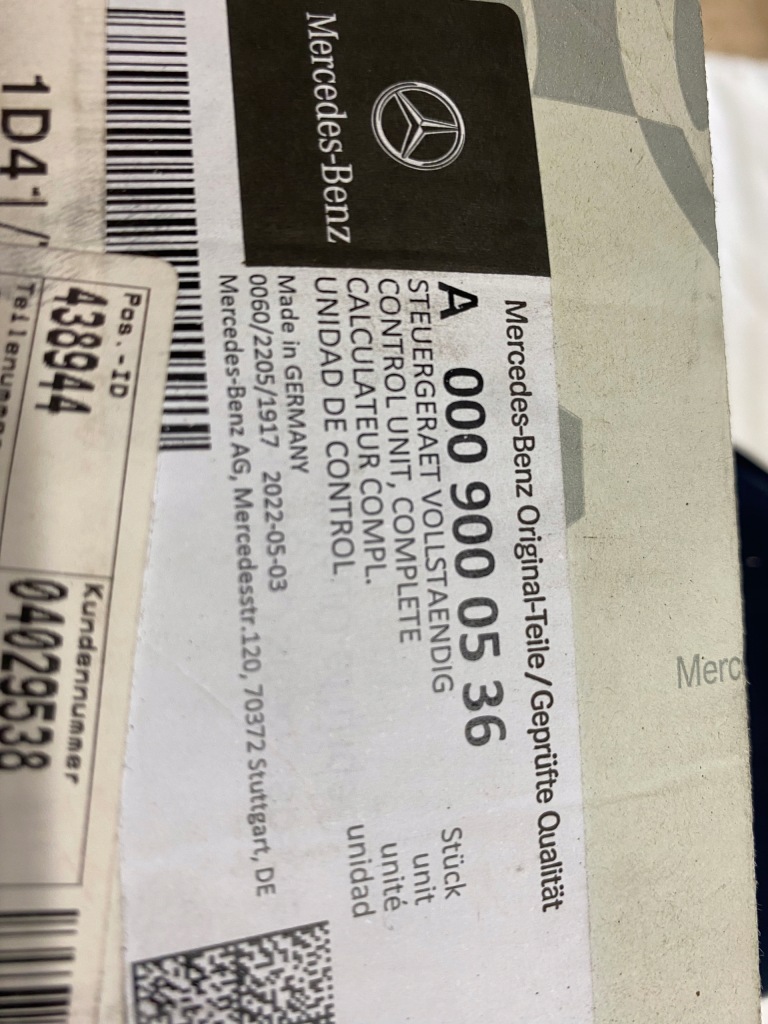 Mercedes-Benz
Mercedes-Benz Original-Teile/Geprüfte Qualität
A 000 900 05 36
STEUERGERAET VOLLSTAENDIG
CONTROL UNIT, COMPLETE
CALCULATEUR COMPL.
UNIDAD DE CONTROL
Stück
unit
unité
unidad
Made in GERMANY
0060/2205/1917 2022-05-03
Mercedes-Benz AG, Mercedesstr.120, 70372 Stuttgart, DE
Pos.-ID
438944
Kundennummer
04029538
Merc